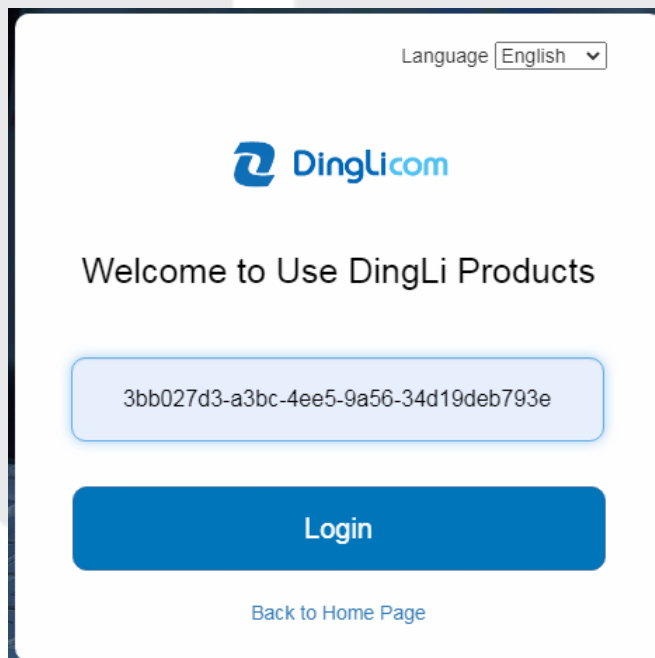 Language English
DingLicom
Welcome to Use DingLi Products
3bb027d3-a3bc-4ee5-9a56-34d19deb793e
Login
Back to Home Page